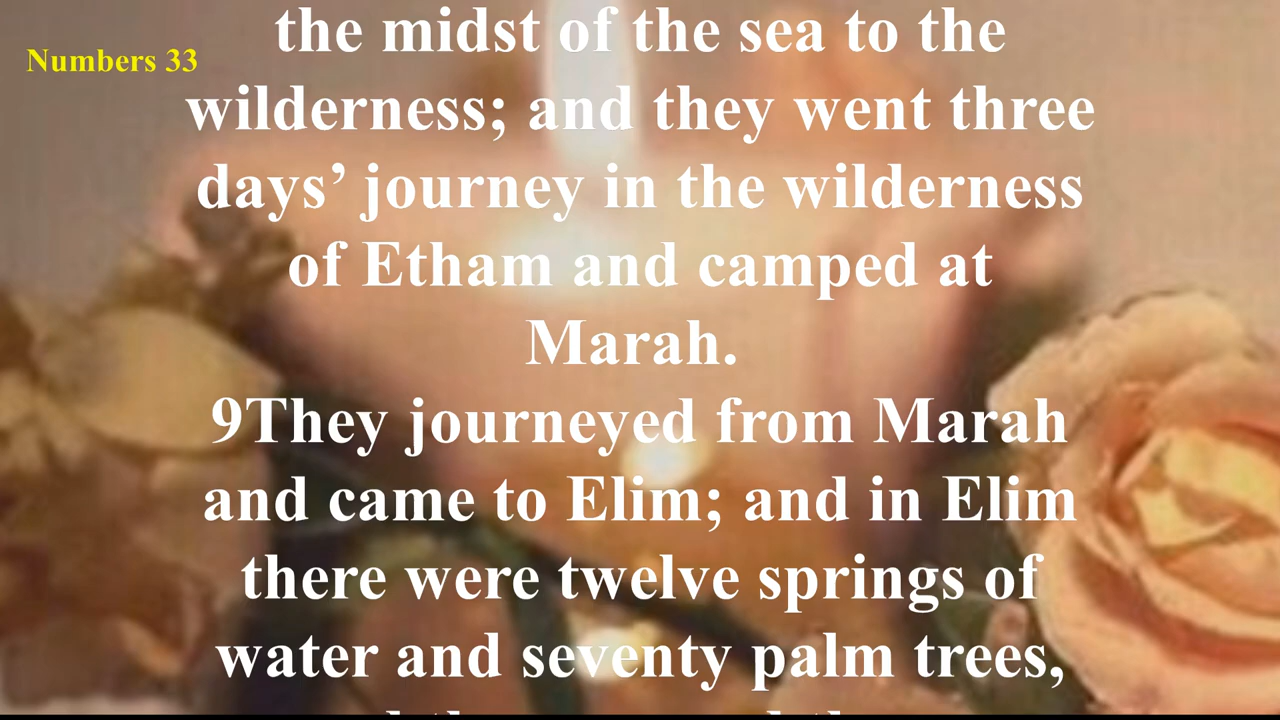 Numbers 33
the midst of the sea to the
wilderness; and they went three
days’ journey in the wilderness
of Etham and camped at
Marah.
9They journeyed from Marah
and came to Elim; and in Elim
there were twelve springs of
water and seventy palm trees,